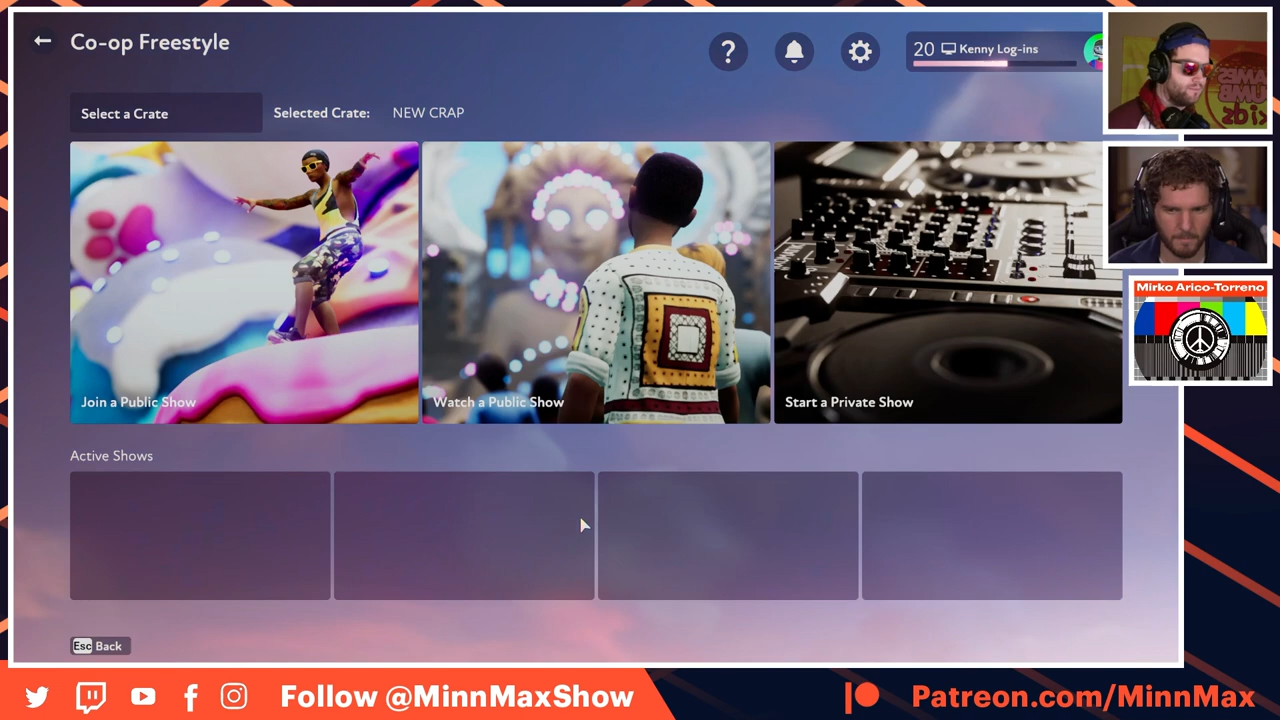 Co-op Freestyle
?
20 Kenny Log-ins
Select a Crate
Selected Crate: NEW CRAP
Join a Public Show
Watch a Public Show
Start a Private Show
Mirko Arico-Torreno
Active Shows
Esc Back
Follow @MinnMaxShow
Patreon.com/MinnMax